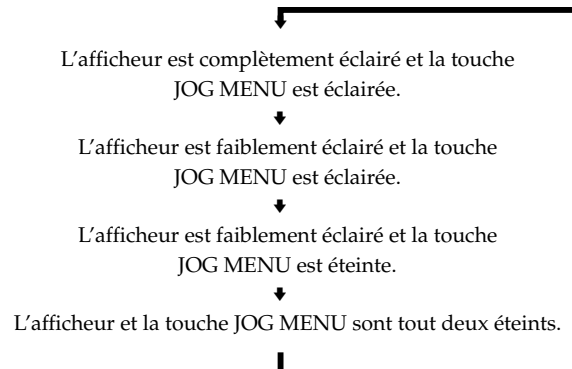 L’afficheur est complètement éclairé et la touche
JOG MENU est éclairée.
L’afficheur est faiblement éclairé et la touche
JOG MENU est éclairée.
L’afficheur est faiblement éclairé et la touche
JOG MENU est éteinte.
L’afficheur et la touche JOG MENU sont tout deux éteints.